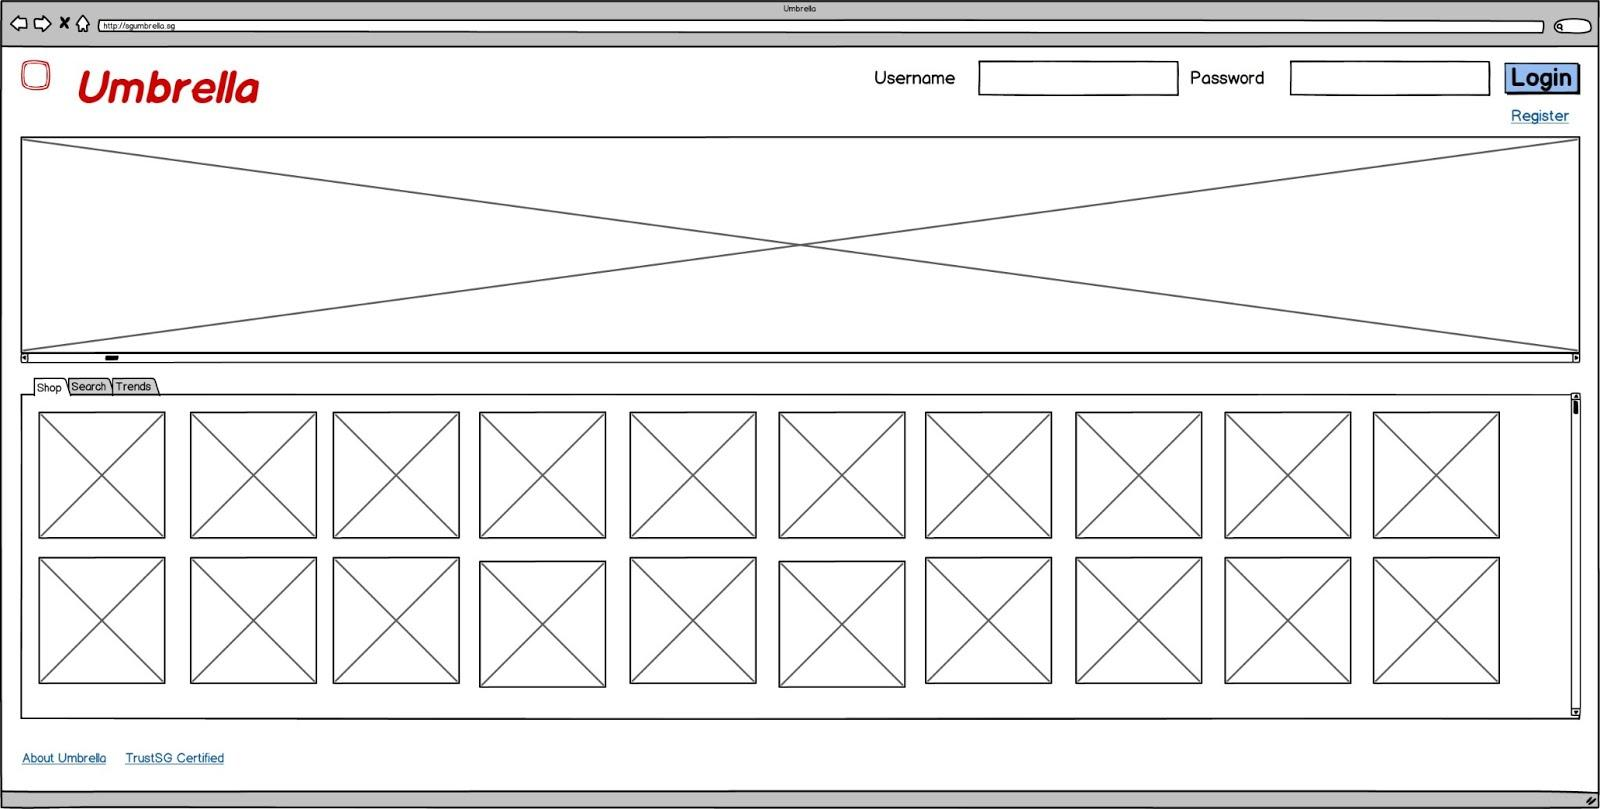 Umbrella
http://sgumbrella.sg
Umbrella
Username Password Login
Register
Shop Search Trends
About Umbrella TrustSG Certified